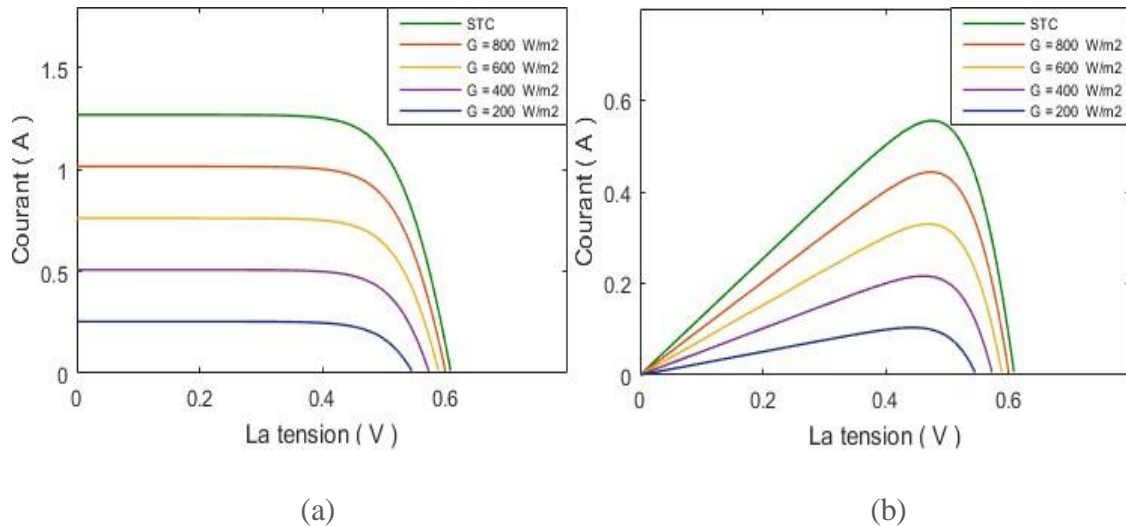 STC
G = 800 W/m2
G = 600 W/m2
G = 400 W/m2
G = 200 W/m2
1.5
1
0.5
0
0 0.2 0.4 0.6
Courant ( A )
La tension ( V )
(a)
STC
G = 800 W/m2
G = 600 W/m2
G = 400 W/m2
G = 200 W/m2
0.6
0.4
0.2
0
0 0.2 0.4 0.6
Courant ( A )
La tension ( V )
(b)